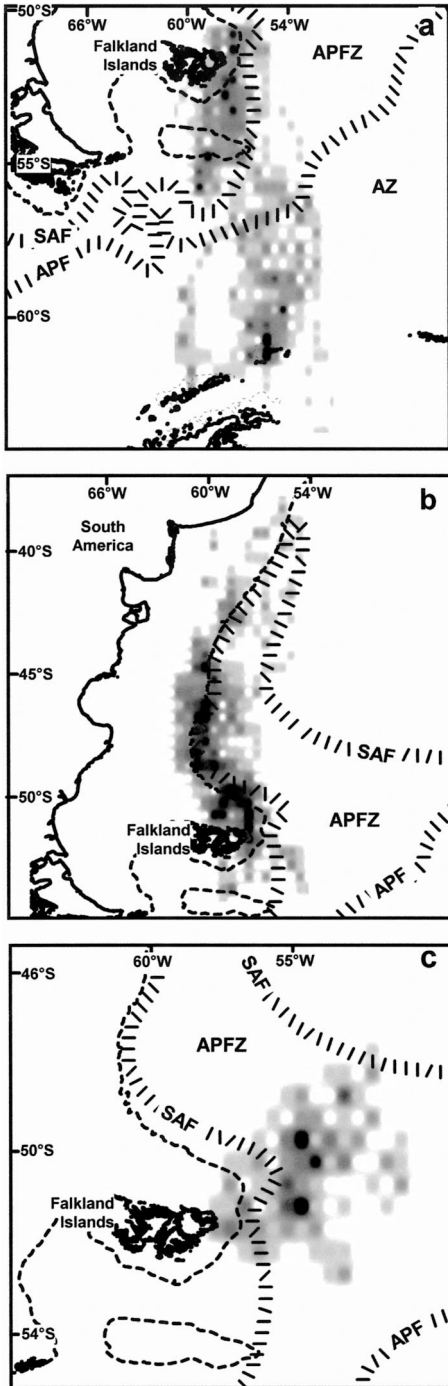 50°S
66°W 60°W 54°W
a
Falkland
Islands
APFZ
55°S
AZ
SAF
APF
60°S
b
66°W 60°W 54°W
South
America
40°S
45°S
SAF
50°S
Falkland
Islands
APFZ
APF
c
60°W 55°W
46°S
SAF
APFZ
SAF
50°S
Falkland
Islands
54°S
APF